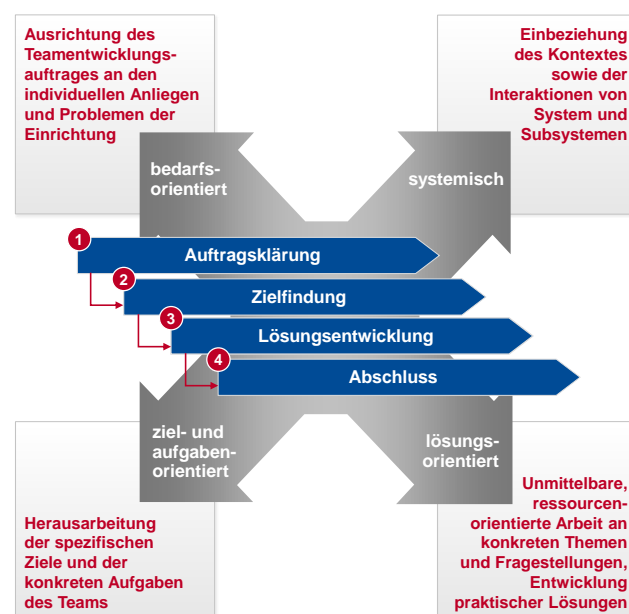 Ausrichtung des
Teamentwicklungs-
auftrages an den
individuellen Anliegen
und Problemen der
Einrichtung
Einbeziehung
des Kontextes
sowie der
Interaktionen von
System und
Subsystemen
bedarfs-
orientiert
systemisch
1
Auftragsklärung
2
Zielfindung
3
Lösungsentwicklung
4
Abschluss
ziel- und
aufgaben-
orientiert
lösungs-
orientiert
Herausarbeitung
der spezifischen
Ziele und der
konkreten Aufgaben
des Teams
Unmittelbare,
ressourcen-
orientierte Arbeit an
konkreten Themen
und Fragestellungen,
Entwicklung
praktischer Lösungen